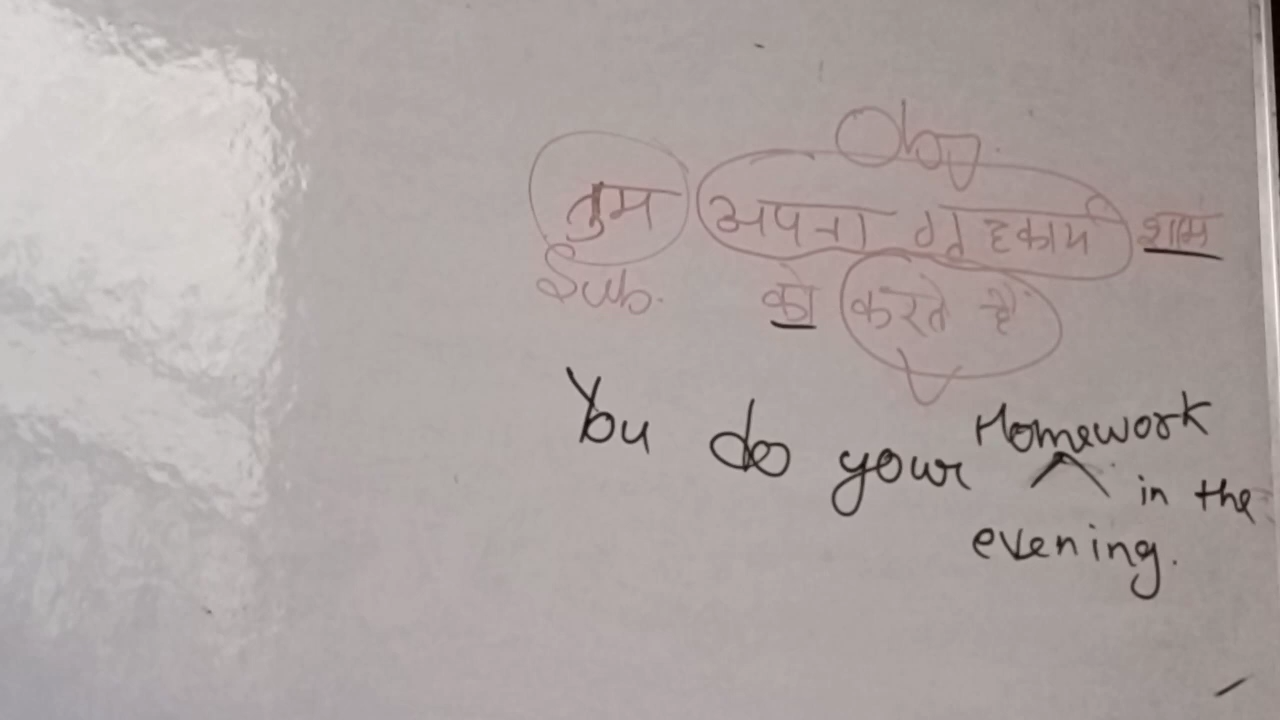 Obj
तुम अपना गृहकार्य शाम
Sub. को करते हैं
V
You do your Homework in the
evening.